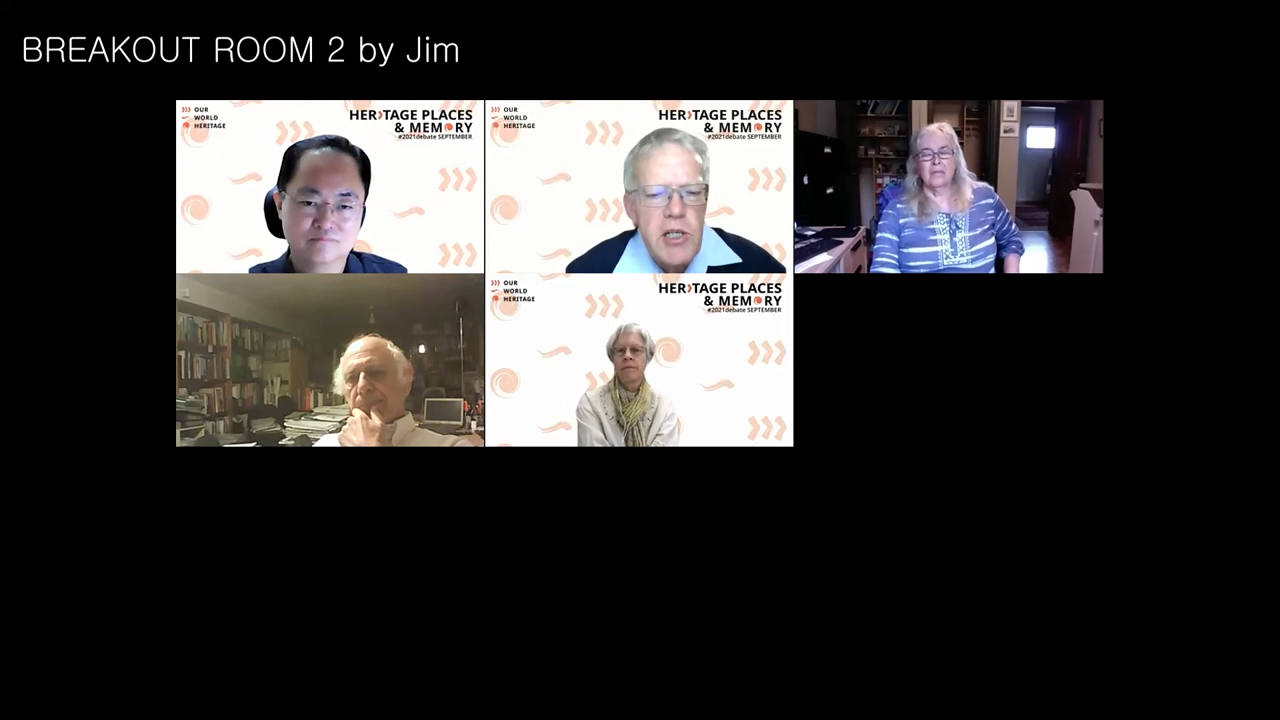 BREAKOUT ROOM 2 by Jim
OUR
WORLD
HERITAGE
HERITAGE PLACES
& MEMORY
#2021debate SEPTEMBER
OUR
WORLD
HERITAGE
HERITAGE PLACES
& MEMORY
#2021debate SEPTEMBER
OUR
WORLD
HERITAGE
HERITAGE PLACES
& MEMORY
#2021debate SEPTEMBER